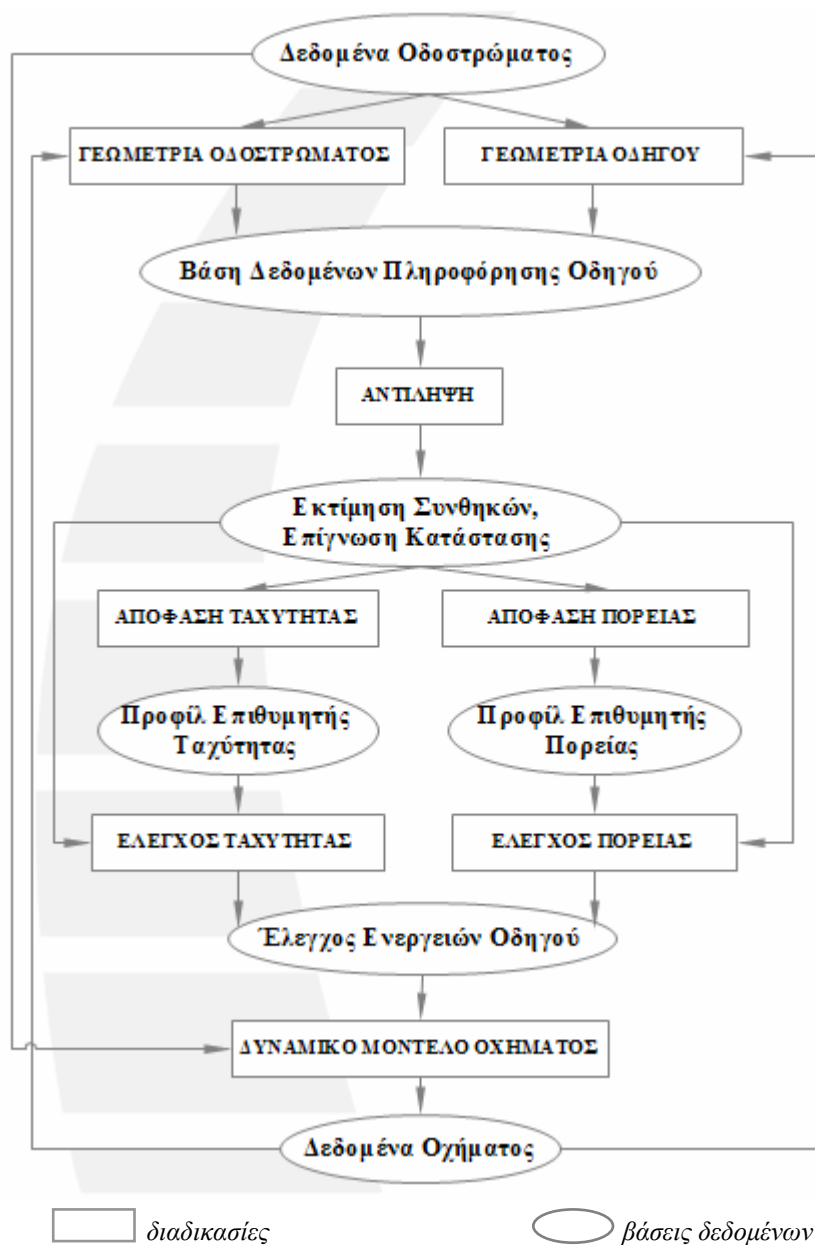 Δεδομένα Οδοστρώματος
ΓΕΩΜΕΤΡΙΑ ΟΔΟΣΤΡΩΜΑΤΟΣ
ΓΕΩΜΕΤΡΙΑ ΟΔΗΓΟΥ
Βάση Δεδομένων Πληροφόρησης Οδηγού
ΑΝΤΙΛΗΨΗ
Εκτίμηση Συνθηκών,
Επίγνωση Κατάστασης
ΑΠΟΦΑΣΗ ΤΑΧΥΤΗΤΑΣ
ΑΠΟΦΑΣΗ ΠΟΡΕΙΑΣ
Προφίλ Επιθυμητής
Ταχύτητας
Προφίλ Επιθυμητής
Πορείας
ΕΛΕΓΧΟΣ ΤΑΧΥΤΗΤΑΣ
ΕΛΕΓΧΟΣ ΠΟΡΕΙΑΣ
Έλεγχος Ενεργειών Οδηγού
ΔΥΝΑΜΙΚΟ ΜΟΝΤΕΛΟ ΟΧΗΜΑΤΟΣ
Δεδομένα Οχήματος
διαδικασίες
βάσεις δεδομένων